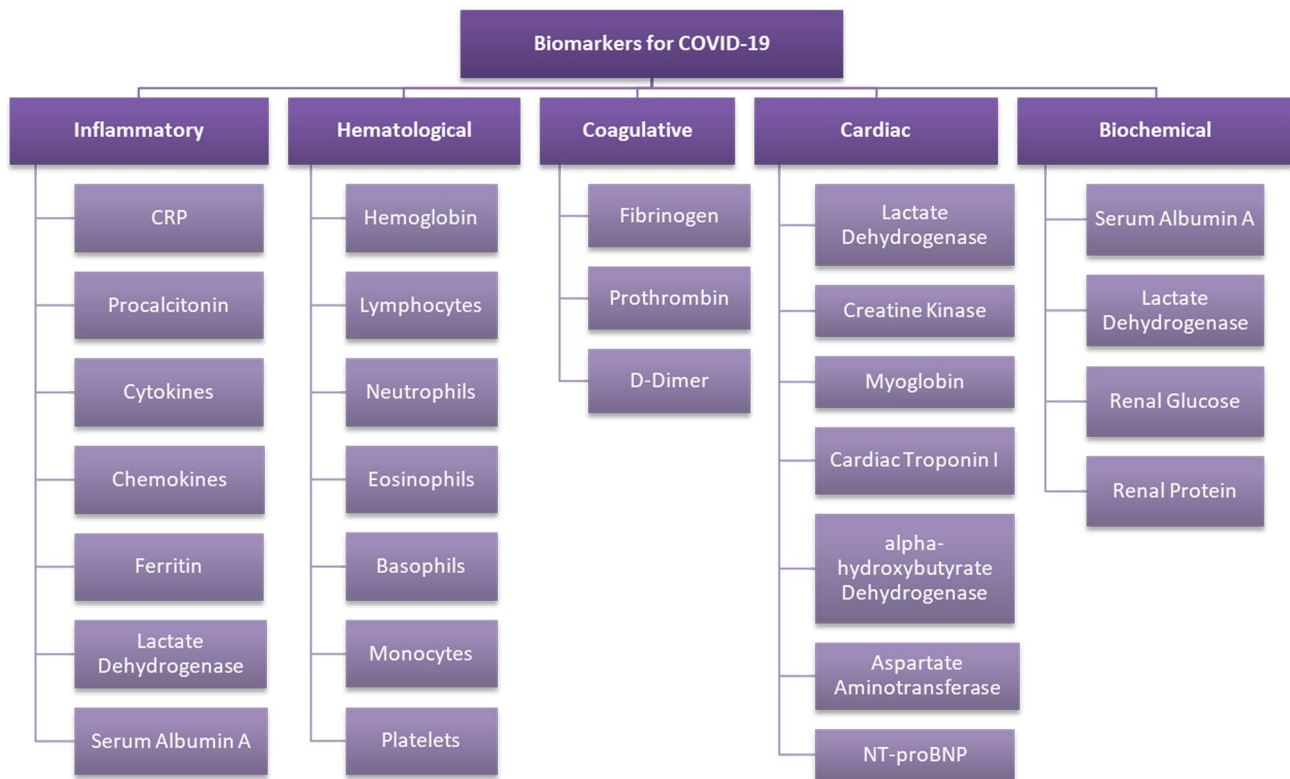 Biomarkers for COVID-19
Inflammatory
CRP
Procalcitonin
Cytokines
Chemokines
Ferritin
Lactate
Dehydrogenase
Serum Albumin A
Hematological
Hemoglobin
Lymphocytes
Neutrophils
Eosinophils
Basophils
Monocytes
Platelets
Coagulative
Fibrinogen
Prothrombin
D-Dimer
Cardiac
Lactate
Dehydrogenase
Creatine Kinase
Myoglobin
Cardiac Troponin I
alpha-
hydroxybutyrate
Dehydrogenase
Aspartate
Aminotransferase
NT-proBNP
Biochemical
Serum Albumin A
Lactate
Dehydrogenase
Renal Glucose
Renal Protein